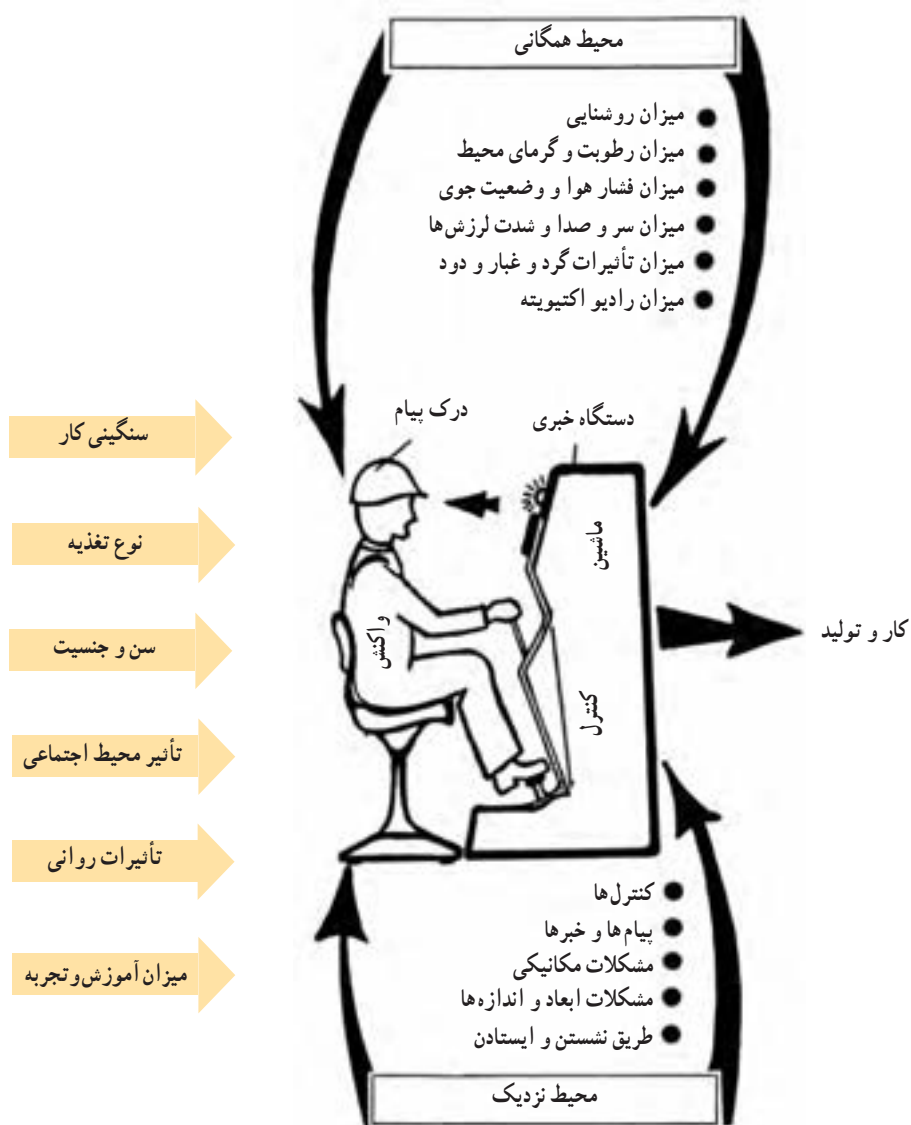 محیط همگانی
میزان روشنایی
میزان رطوبت و گرمای محیط
میزان فشار هوا و وضعیت جوی
میزان سر و صدا و شدت لرزش‌ها
میزان تأثیرات گرد و غبار و دود
میزان رادیو اکتیویته
دستگاه خبری
درک پیام
ماشین
واکنش
کنترل
کار و تولید
سنگینی کار
نوع تغذیه
سن و جنسیت
تأثیر محیط اجتماعی
تأثیرات روانی
میزان آموزش و تجربه
کنترل‌ها
پیام‌ها و خبرها
مشکلات مکانیکی
مشکلات ابعاد و اندازه‌ها
طریق نشستن و ایستادن
محیط نزدیک